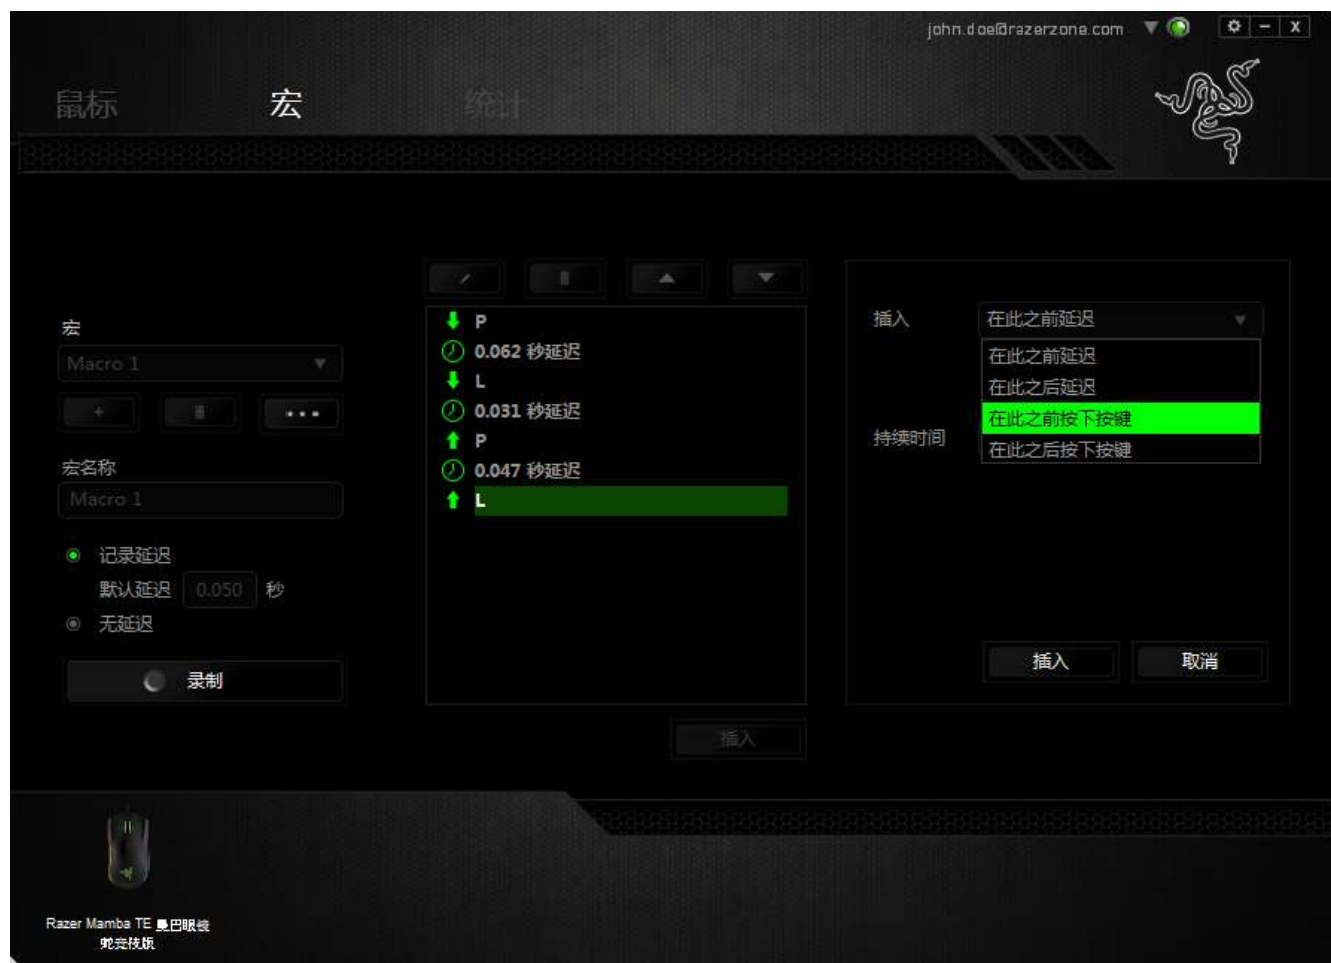 john.doe@razerzone.com
X
鼠标
宏
统计
宏
Macro 1
宏名称
Macro 1
记录延迟
默认延迟 0.050 秒
无延迟
录制
P
0.062 秒延迟
L
0.031 秒延迟
P
0.047 秒延迟
L
插入
插入 在此之前延迟
在此之前延迟
在此之后延迟
在此之前按下按键
在此之后按下按键
持续时间
插入
取消
Razer Mamba TE 曼巴眼镜
蛇竞技版